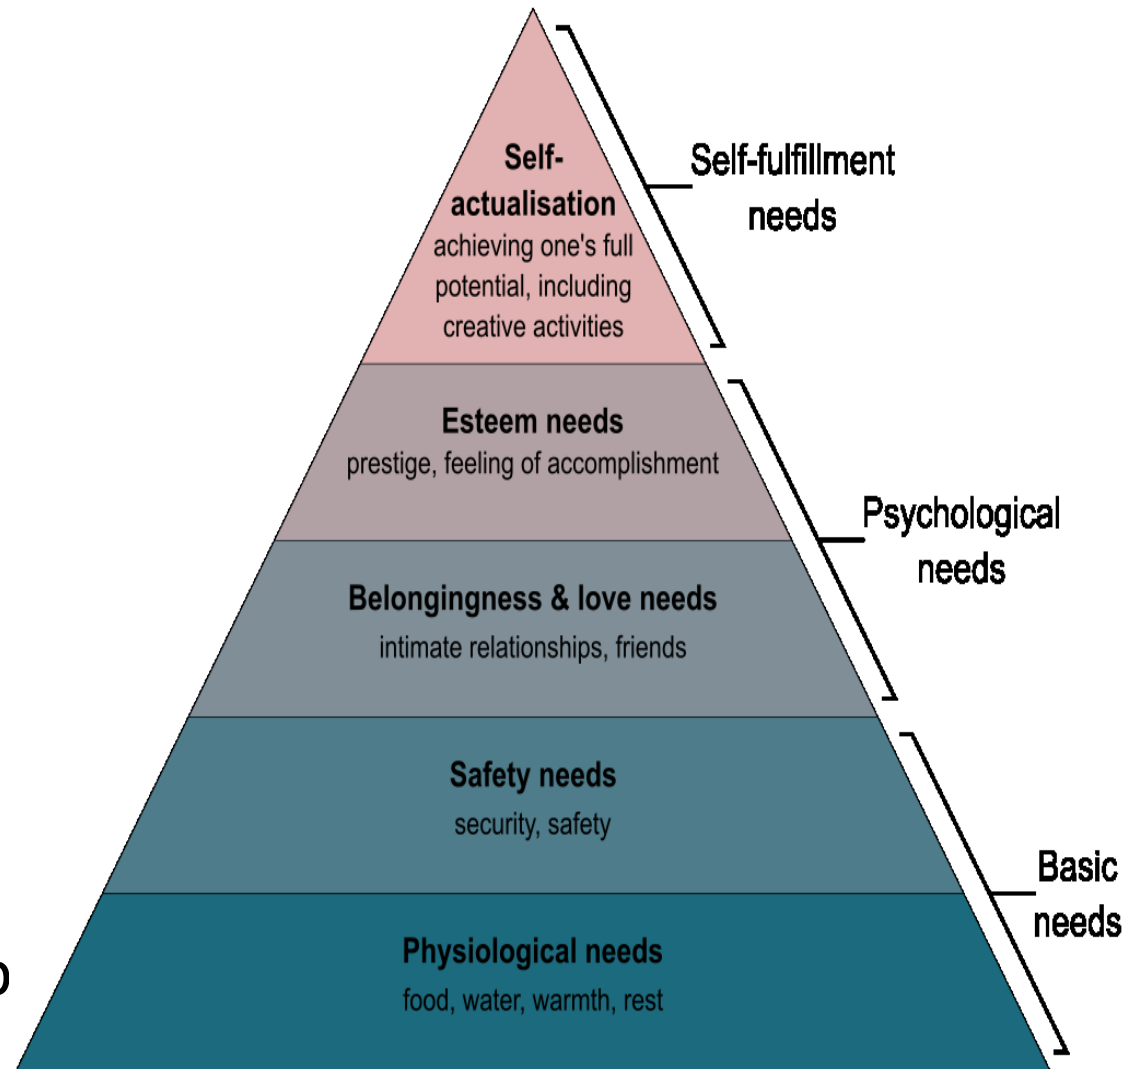 Self-
actualisation
achieving one's full
potential, including
creative activities
Self-fulfillment
needs
Esteem needs
prestige, feeling of accomplishment
Psychological
needs
Belongingness & love needs
intimate relationships, friends
Safety needs
security, safety
Basic
needs
Physiological needs
food, water, warmth, rest